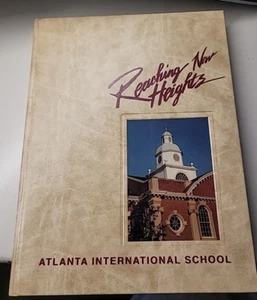 Reaching New
Heights
ATLANTA INTERNATIONAL SCHOOL